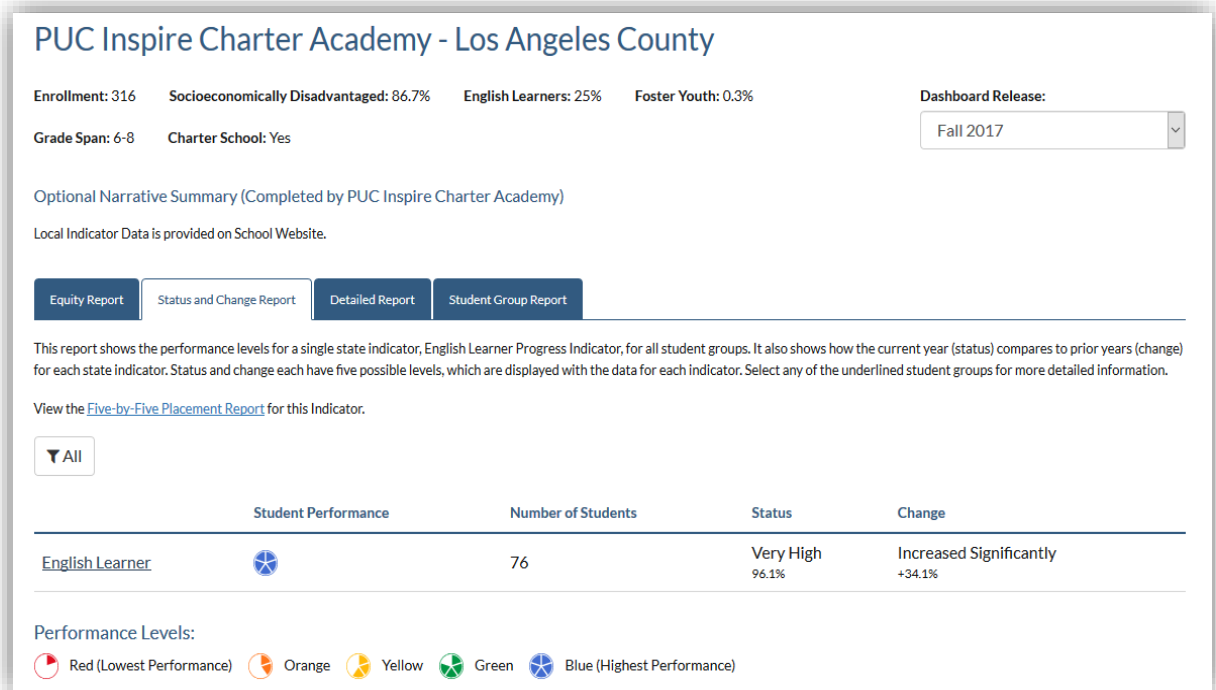 PUC Inspire Charter Academy - Los Angeles County
Enrollment: 316 Socioeconomically Disadvantaged: 86.7% English Learners: 25% Foster Youth: 0.3% Dashboard Release:
Fall 2017
Grade Span: 6-8 Charter School: Yes
Optional Narrative Summary (Completed by PUC Inspire Charter Academy)
Local Indicator Data is provided on School Website.
Equity Report Status and Change Report Detailed Report Student Group Report
This report shows the performance levels for a single state indicator, English Learner Progress Indicator, for all student groups. It also shows how the current year (status) compares to prior years (change)
for each state indicator. Status and change each have five possible levels, which are displayed with the data for each indicator. Select any of the underlined student groups for more detailed information.
View the Five-by-Five Placement Report for this Indicator.
All
Student Performance Number of Students Status Change
English Learner 76 Very High Increased Significantly
96.1% +34.1%
Performance Levels:
Red (Lowest Performance) Orange Yellow Green Blue (Highest Performance)